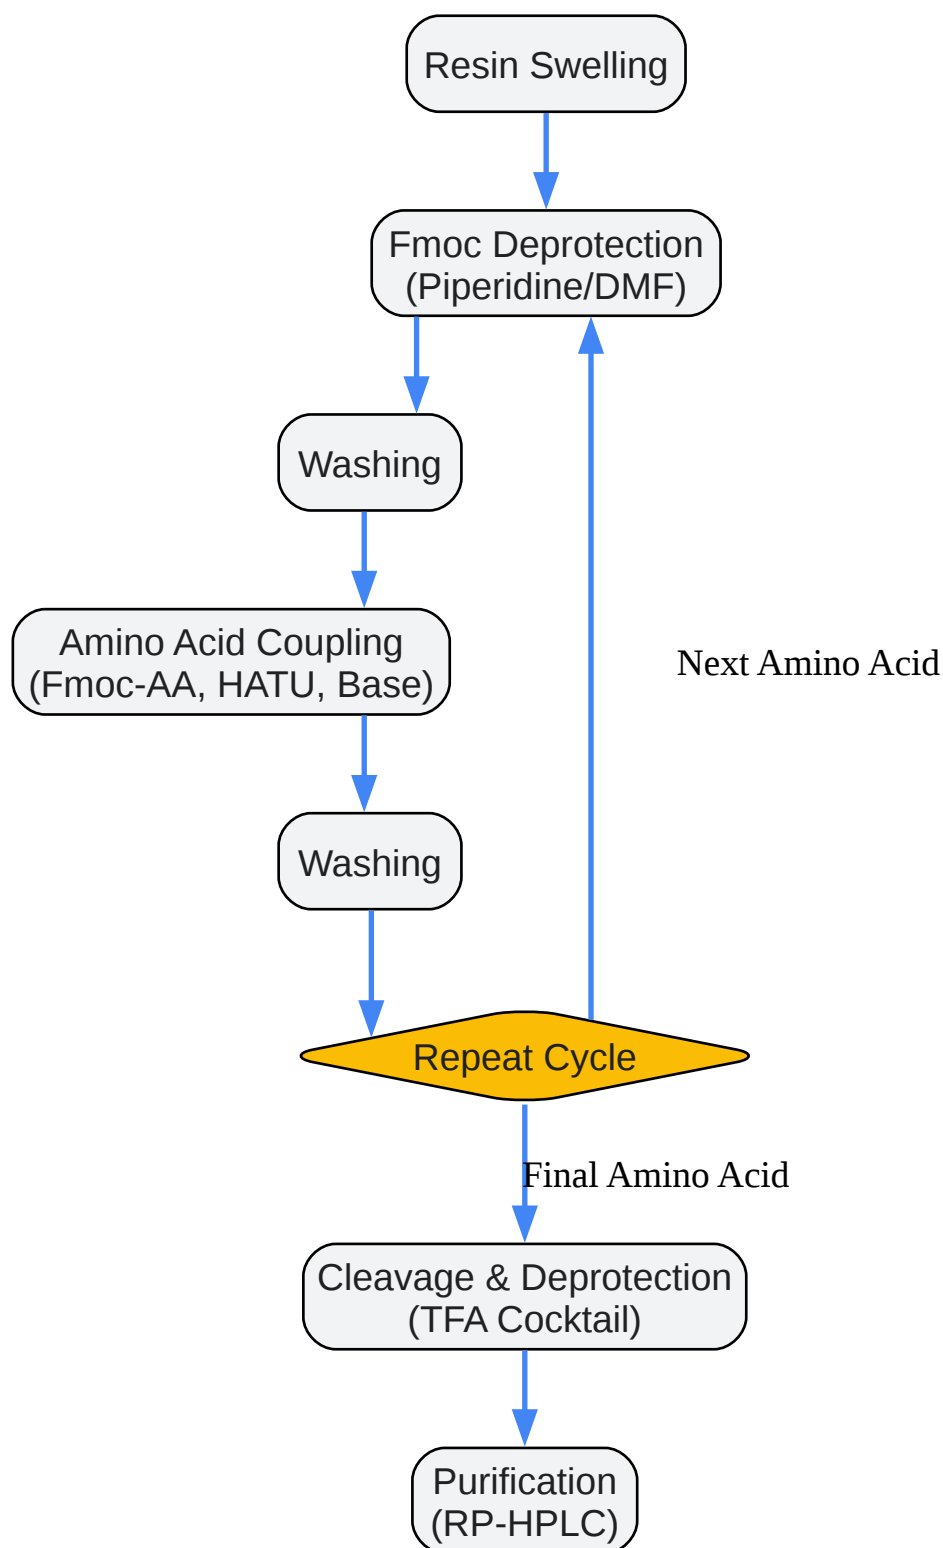 Resin Swelling
Fmoc Deprotection
(Piperidine/DMF)
Washing
Amino Acid Coupling
(Fmoc-AA, HATU, Base)
Next Amino Acid
Washing
Repeat Cycle
Final Amino Acid
Cleavage & Deprotection
(TFA Cocktail)
Purification
(RP-HPLC)